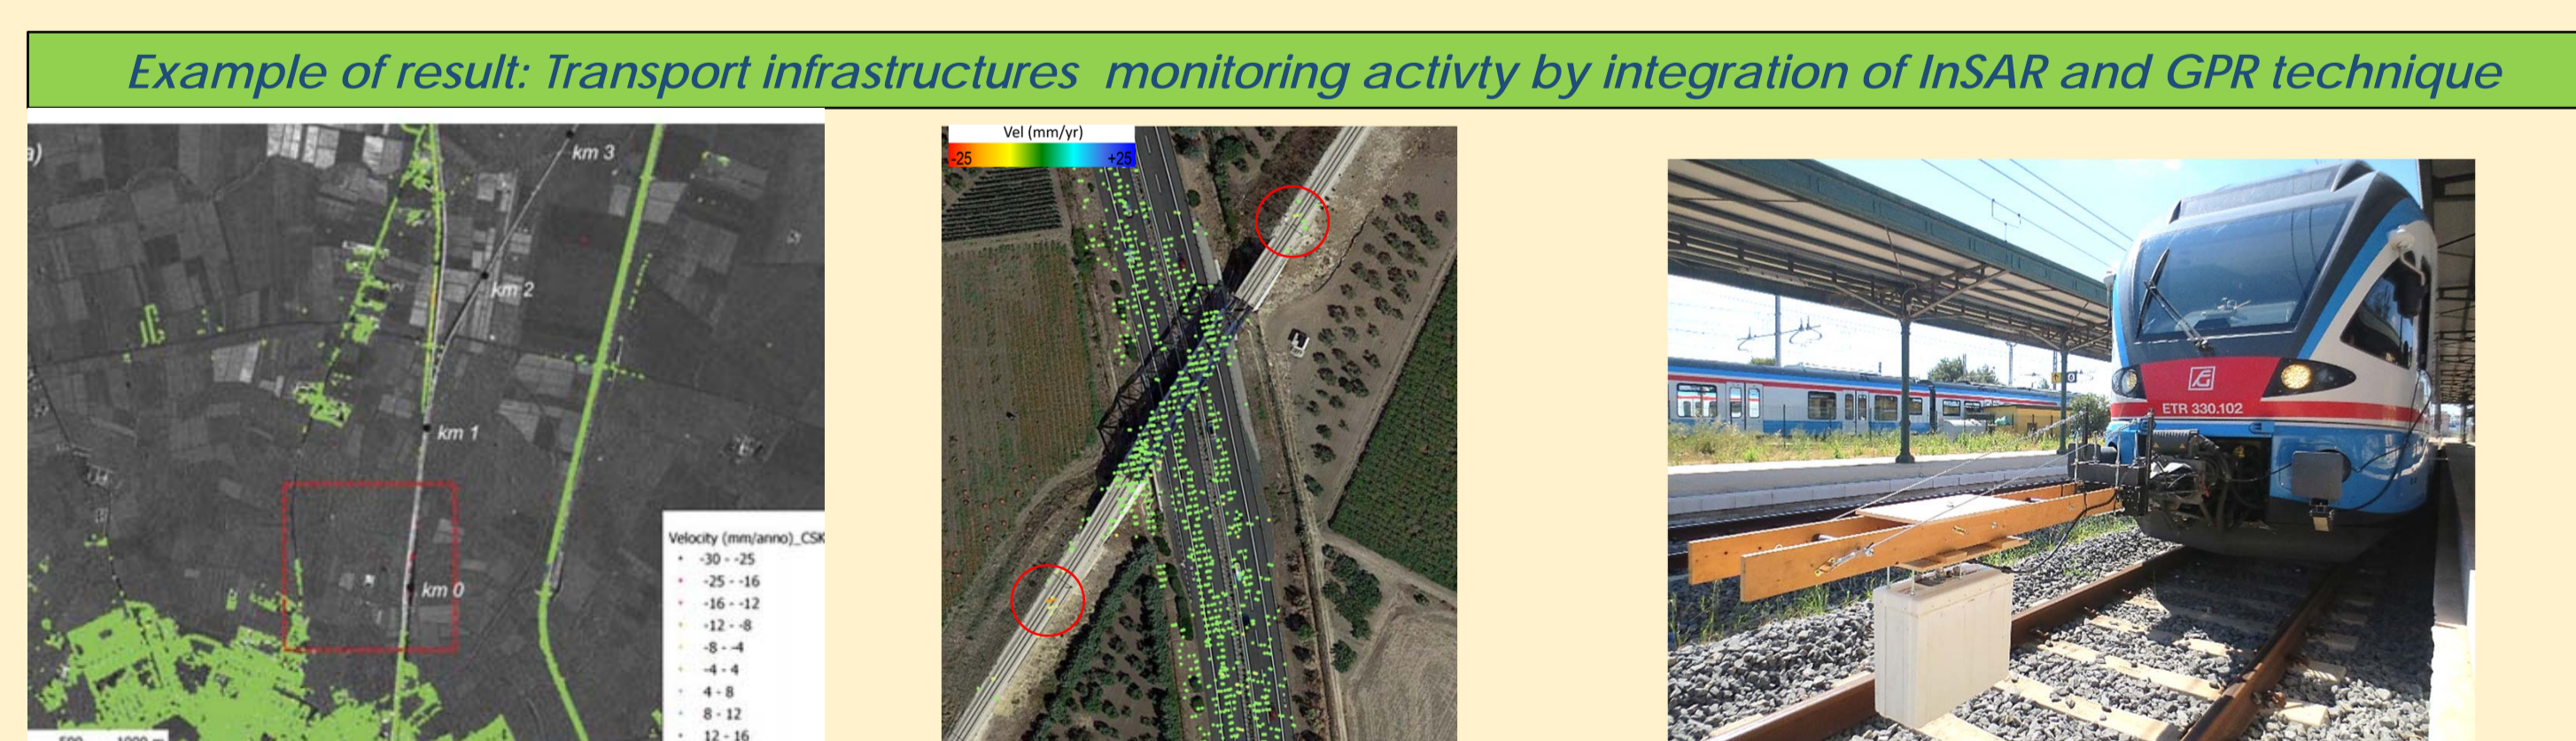 Example of result: Transport infrastructures monitoring activty by integration of InSAR and GPR technique
a)
km 3
km 2
km 1
km 0
Velocity (mm/anno)_CSK
-30 - -25
-25 - -16
-16 - -12
-12 - -8
-8 - -4
-4 - 4
4 - 8
8 - 12
12 - 16
Vel (mm/yr)
-25 +25
ETR 330.102